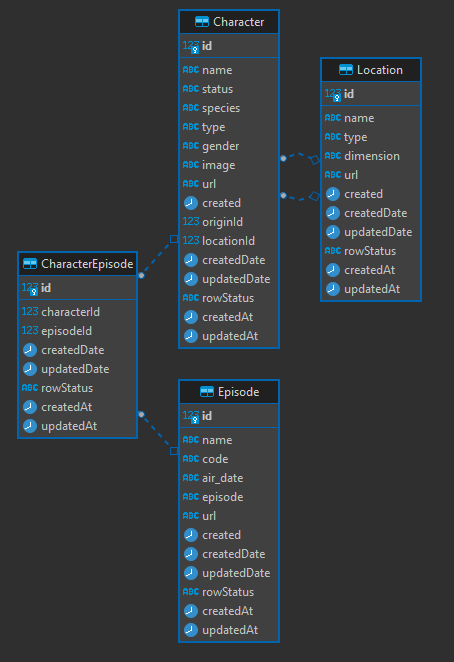 Character
123 id
ABC name
ABC status
ABC species
ABC type
ABC gender
ABC image
ABC url
created
123 originId
123 locationId
createdDate
updatedDate
ABC rowStatus
createdAt
updatedAt
Location
123 id
ABC name
ABC type
ABC dimension
ABC url
created
createdDate
updatedDate
ABC rowStatus
createdAt
updatedAt
CharacterEpisode
123 id
123 characterId
123 episodeId
createdDate
updatedDate
ABC rowStatus
createdAt
updatedAt
Episode
123 id
ABC name
ABC code
ABC air_date
ABC episode
ABC url
created
createdDate
updatedDate
ABC rowStatus
createdAt
updatedAt